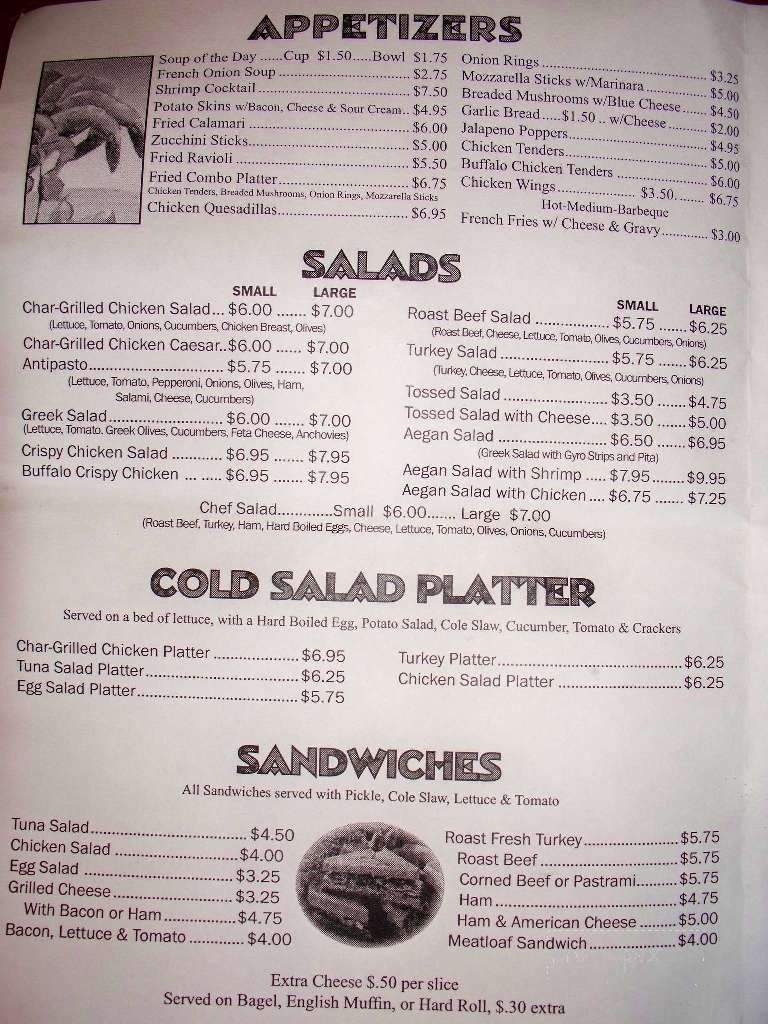 APPETIZERS
Soup of the Day ......Cup $1.50.....Bowl $1.75
French Onion Soup ................................ $2.75
Shrimp Cocktail ..................................... $7.50
Potato Skins w/Bacon, Cheese & Sour Cream.. $4.95
Fried Calamari ....................................... $6.00
Zucchini Sticks....................................... $5.00
Fried Ravioli .......................................... $5.50
Fried Combo Platter................................ $6.75
Chicken Tenders, Breaded Mushrooms, Onion Rings, Mozzarella Sticks
Chicken Quesadillas................................ $6.95
Onion Rings .......................................... $3.25
Mozzarella Sticks w/Marinara ................ $5.00
Breaded Mushrooms w/Blue Cheese....... $4.50
Garlic Bread.....$1.50 .. w/Cheese.......... $2.00
Jalapeno Poppers.................................... $4.95
Chicken Tenders..................................... $5.00
Buffalo Chicken Tenders ....................... $6.00
Chicken Wings.................... $3.50........ $6.75
Hot-Medium-Barbeque
French Fries w/ Cheese & Gravy............ $3.00
SALADS
SMALL LARGE
Char-Grilled Chicken Salad... $6.00 ....... $7.00
(Lettuce, Tomato, Onions, Cucumbers, Chicken Breast, Olives)
Char-Grilled Chicken Caesar..$6.00 ...... $7.00
Antipasto.............................. $5.75 ....... $7.00
(Lettuce, Tomato, Pepperoni, Onions, Olives, Ham,
Salami, Cheese, Cucumbers)
Greek Salad......................... $6.00 ....... $7.00
(Lettuce, Tomato. Greek Olives, Cucumbers, Feta Cheese, Anchovies)
Crispy Chicken Salad ........... $6.95 ....... $7.95
Buffalo Crispy Chicken ... ..... $6.95 ....... $7.95
SMALL LARGE
Roast Beef Salad ................. $5.75 ...... $6.25
(Roast Beef, Cheese, Lettuce, Tomato, Olives, Cucumbers, Onions)
Turkey Salad ........................ $5.75 ...... $6.25
(Turkey, Cheese, Lettuce, Tomato, Olives, Cucumbers, Onions)
Tossed Salad ........................ $3.50 ....... $4.75
Tossed Salad with Cheese.... $3.50 ...... $5.00
Aegan Salad ........................ $6.50 ...... $6.95
(Greek Salad with Gyro Strips and Pita)
Aegan Salad with Shrimp ..... $7.95........ $9.95
Aegan Salad with Chicken .... $6.75 ....... $7.25
Chef Salad............Small $6.00....... Large $7.00
(Roast Beef, Turkey, Ham, Hard Boiled Eggs, Cheese, Lettuce, Tomato, Olives, Onions, Cucumbers)
COLD SALAD PLATTER
Served on a bed of lettuce, with a Hard Boiled Egg, Potato Salad, Cole Slaw, Cucumber, Tomato & Crackers
Char-Grilled Chicken Platter ................... $6.95
Tuna Salad Platter.................................. $6.25
Egg Salad Platter.................................... $5.75
Turkey Platter......................................... $6.25
Chicken Salad Platter ............................ $6.25
SANDWICHES
All Sandwiches served with Pickle, Cole Slaw, Lettuce & Tomato
Tuna Salad.................................. $4.50
Chicken Salad ........................... $4.00
Egg Salad .................................. $3.25
Grilled Cheese........................... $3.25
With Bacon or Ham................ $4.75
Bacon, Lettuce & Tomato ............ $4.00
Roast Fresh Turkey..................... $5.75
Roast Beef.............................. $5.75
Corned Beef or Pastrami......... $5.75
Ham ....................................... $4.75
Ham & American Cheese ........ $5.00
Meatloaf Sandwich................... $4.00
Extra Cheese $.50 per slice
Served on Bagel, English Muffin, or Hard Roll, $.30 extra